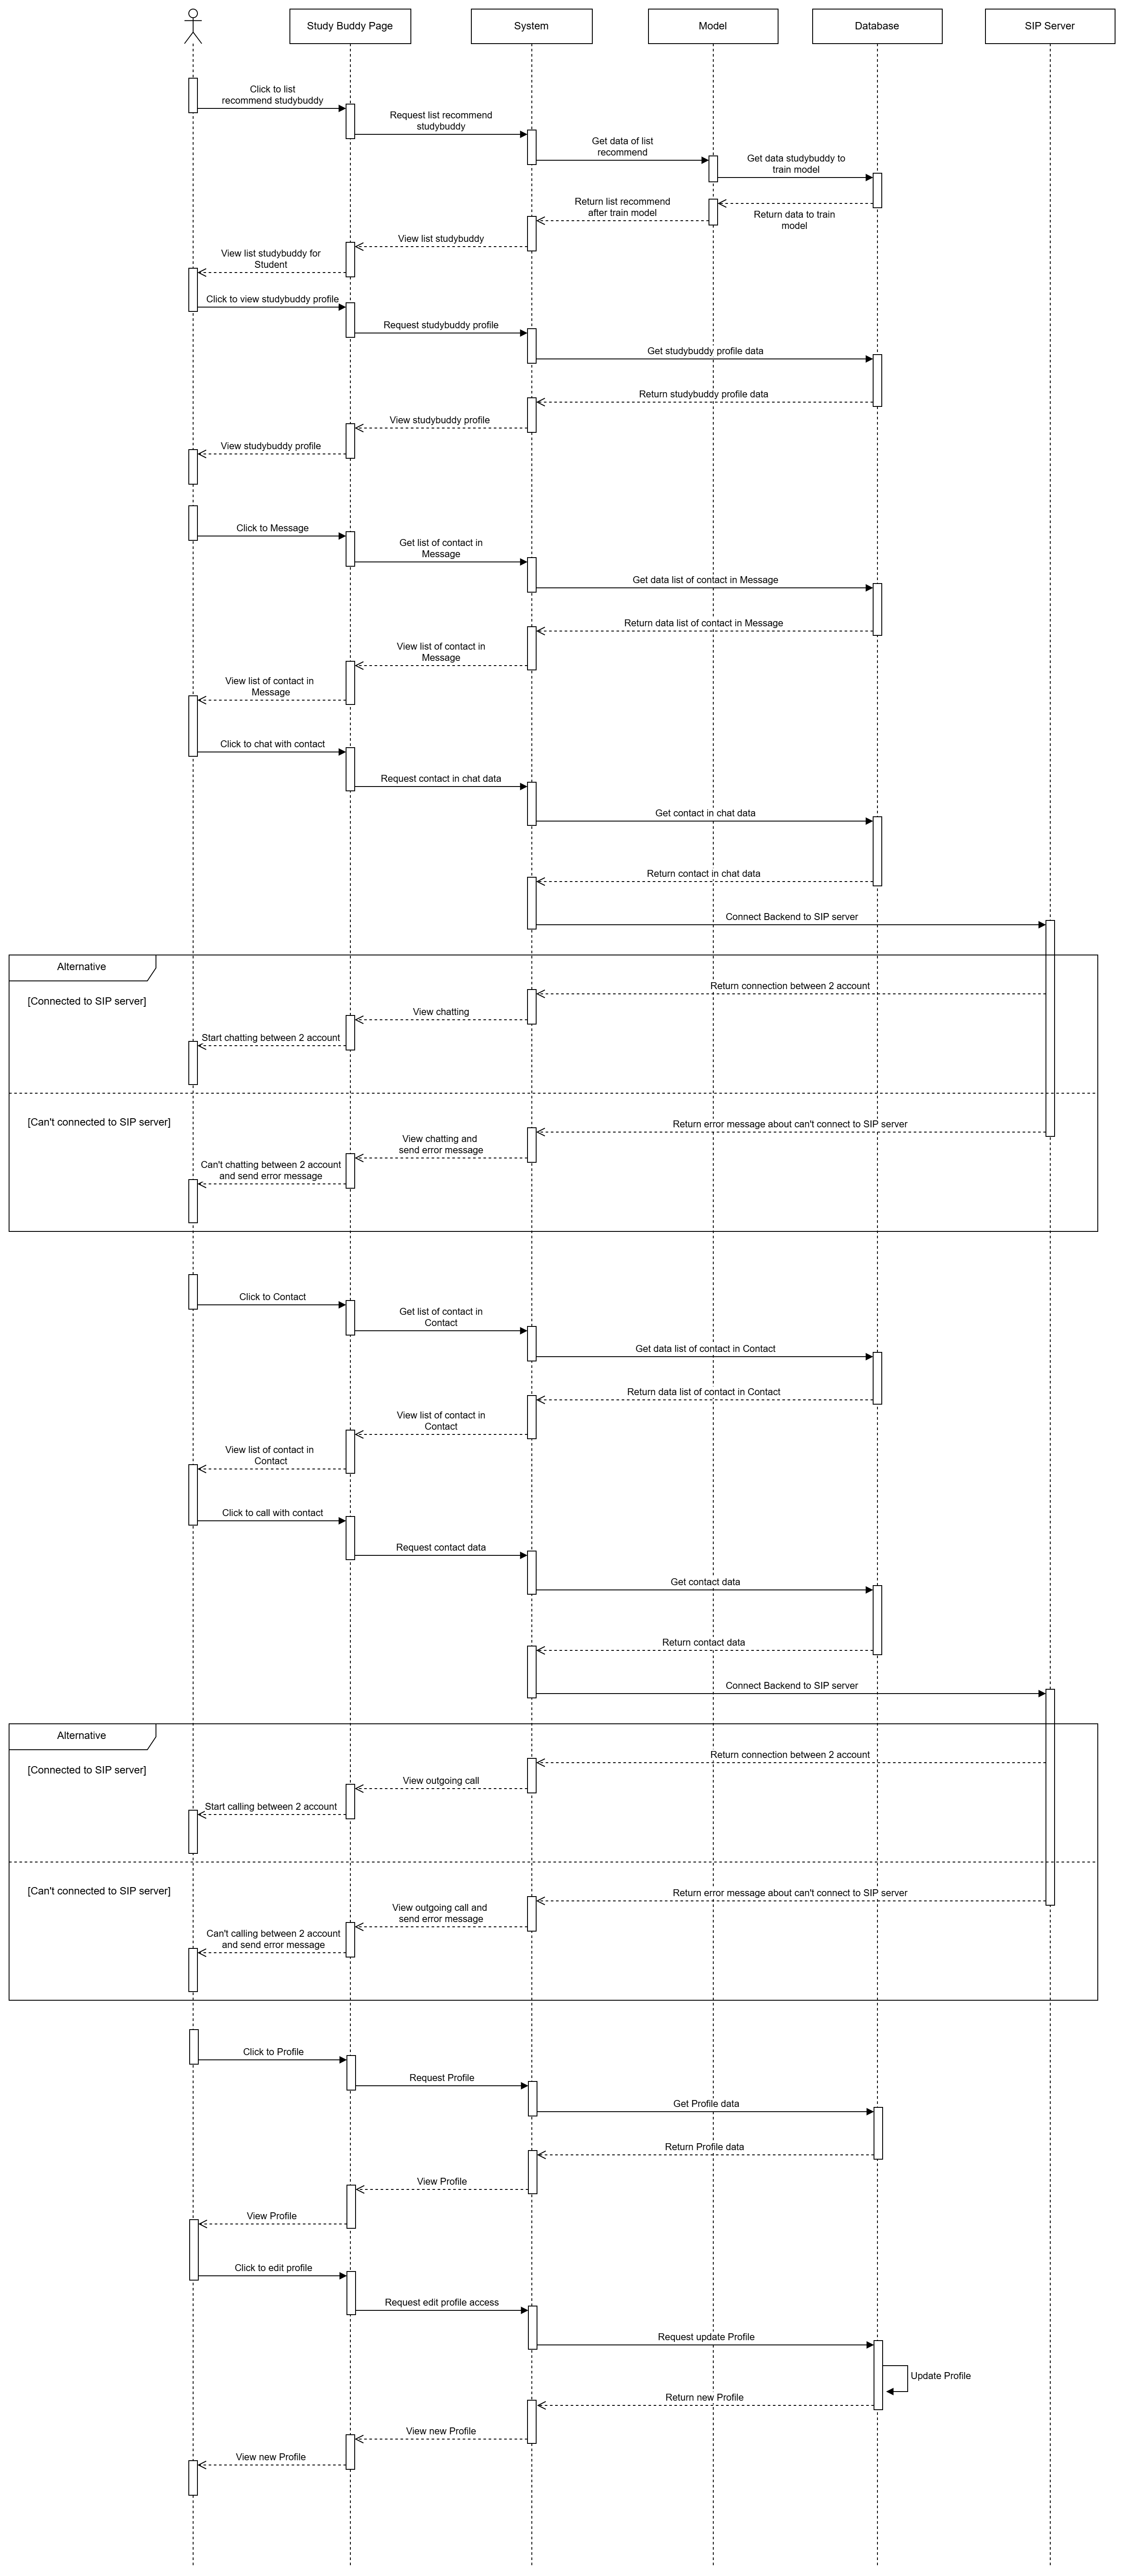 Study Buddy Page
System
Model
Database
SIP Server
Click to list
recommend studybuddy
Request list recommend
studybuddy
Get data of list
recommend
Get data studybuddy to
train model
Return list recommend
after train model
Return data to train
model
View list studybuddy
View list studybuddy for
Student
Click to view studybuddy profile
Request studybuddy profile
Get studybuddy profile data
Return studybuddy profile data
View studybuddy profile
View studybuddy profile
Click to Message
Get list of contact in
Message
Get data list of contact in Message
Return data list of contact in Message
View list of contact in
Message
View list of contact in
Message
Click to chat with contact
Request contact in chat data
Get contact in chat data
Return contact in chat data
Connect Backend to SIP server
Alternative
[Connected to SIP server]
Return connection between 2 account
View chatting
Start chatting between 2 account
[Can't connected to SIP server]
Return error message about can't connect to SIP server
View chatting and
send error message
Can't chatting between 2 account
and send error message
Click to Contact
Get list of contact in
Contact
Get data list of contact in Contact
Return data list of contact in Contact
View list of contact in
Contact
View list of contact in
Contact
Click to call with contact
Request contact data
Get contact data
Return contact data
Connect Backend to SIP server
Alternative
[Connected to SIP server]
Return connection between 2 account
View outgoing call
Start calling between 2 account
[Can't connected to SIP server]
Return error message about can't connect to SIP server
View outgoing call and
send error message
Can't calling between 2 account
and send error message
Click to Profile
Request Profile
Get Profile data
Return Profile data
View Profile
View Profile
Click to edit profile
Request edit profile access
Request update Profile
Update Profile
Return new Profile
View new Profile
View new Profile